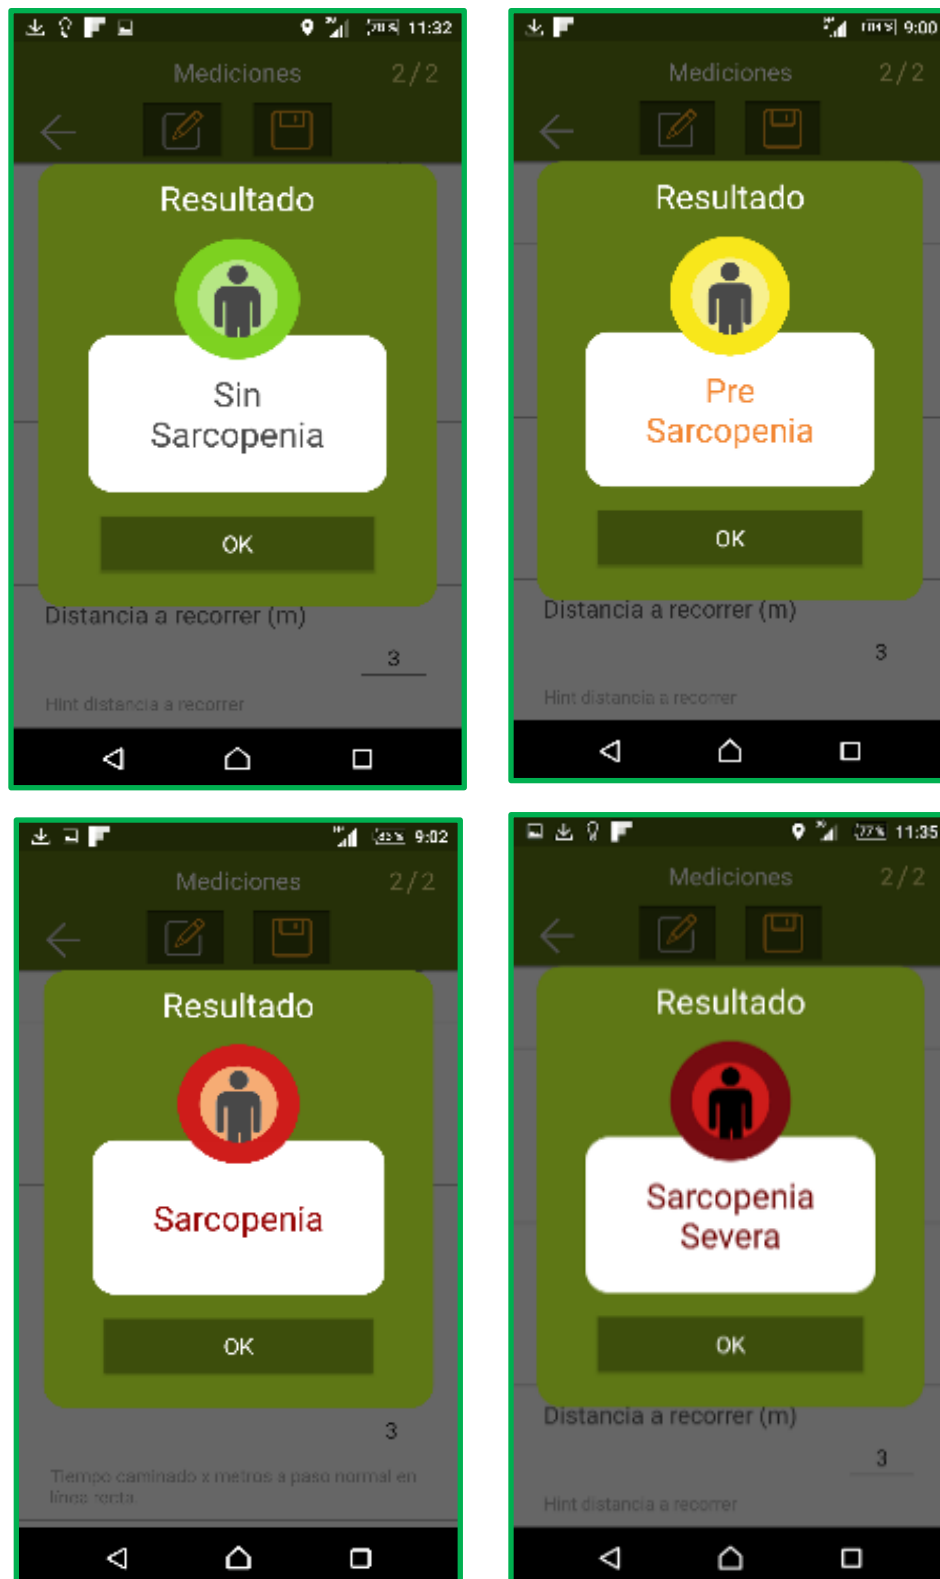 11:32
Mediciones 2/2
Resultado
Sin
Sarcopenia
OK
Distancia a recorrer (m)
3
Hint distancia a recorrer
9:00
Mediciones 2/2
Resultado
Pre
Sarcopenia
OK
Distancia a recorrer (m)
3
Hint distancia a recorrer
9:02
Mediciones 2/2
Resultado
Sarcopenia
OK
3
Tiempo caminado x metros a paso normal en
línea recta.
77% 11:35
Mediciones 2/2
Resultado
Sarcopenia
Severa
OK
Distancia a recorrer (m)
3
Hint distancia a recorrer